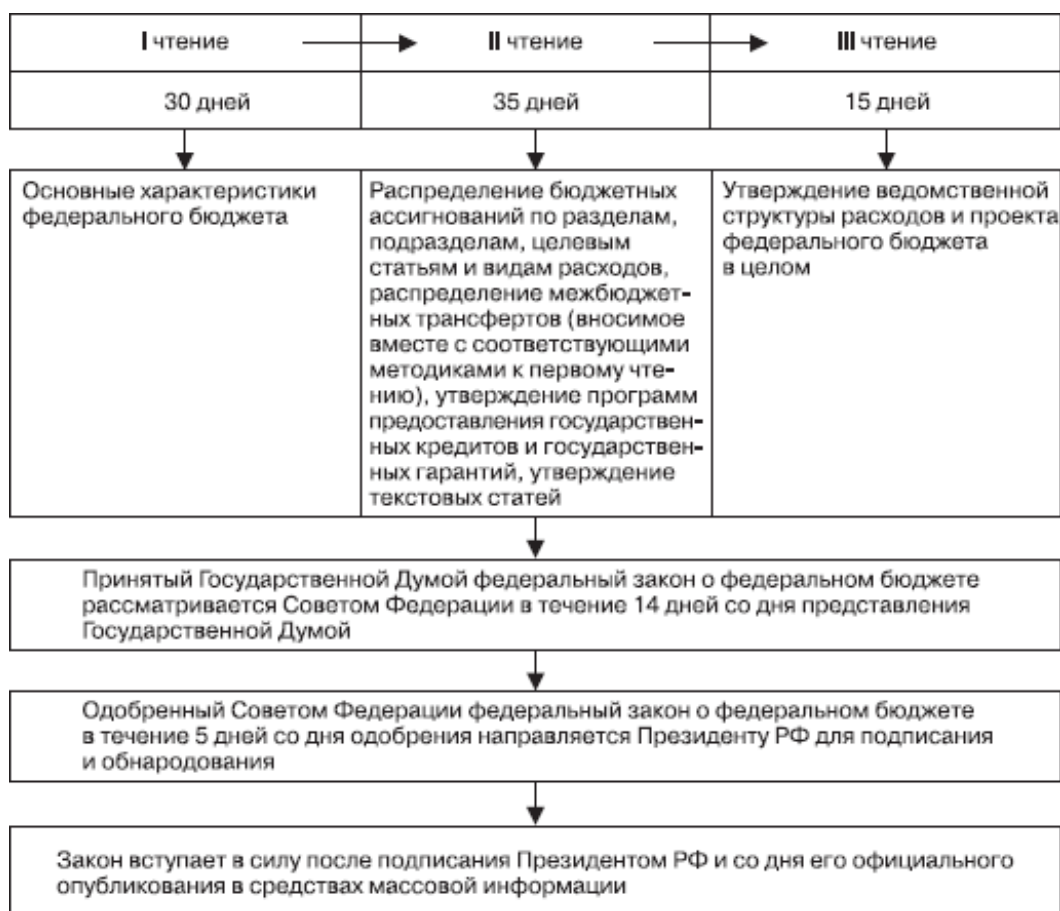 I чтение
II чтение
III чтение
30 дней
35 дней
15 дней
Основные характеристики
федерального бюджета
Распределение бюджетных
ассигнований по разделам,
подразделам, целевым
статьям и видам расходов,
распределение межбюджет-
ных трансфертов (вносимое
вместе с соответствующими
методиками к первому чте-
нию), утверждение программ
предоставления государствен-
ных кредитов и государствен-
ных гарантий, утверждение
текстовых статей
Утверждение ведомственной
структуры расходов и проекта
федерального бюджета
в целом
Принятый Государственной Думой федеральный закон о федеральном бюджете
рассматривается Советом Федерации в течение 14 дней со дня представления
Государственной Думой
Одобренный Советом Федерации федеральный закон о федеральном бюджете
в течение 5 дней со дня одобрения направляется Президенту РФ для подписания
и обнародования
Закон вступает в силу после подписания Президентом РФ и со дня его официального
опубликования в средствах массовой информации